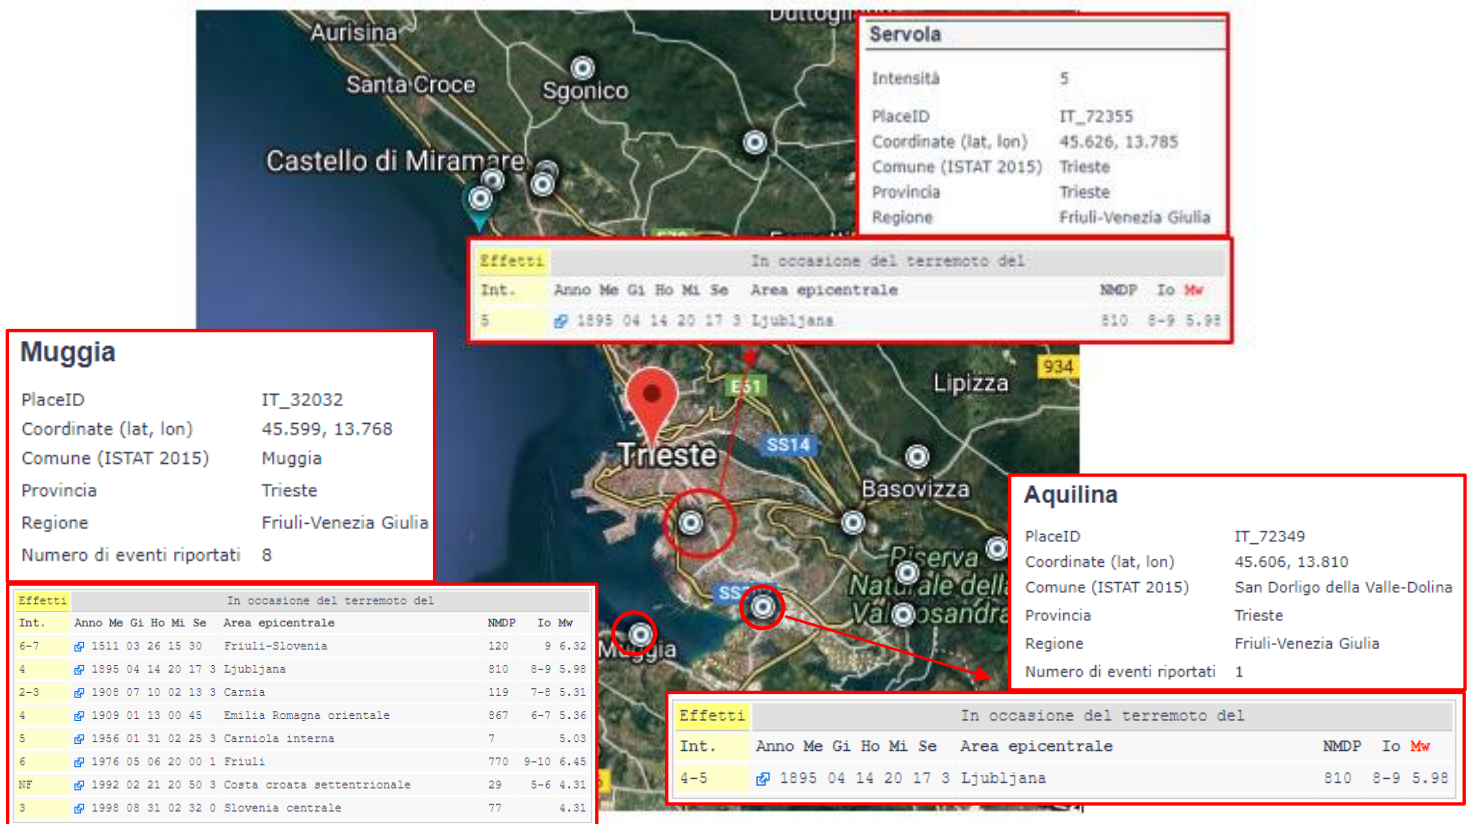 Aurisina
Santa Croce
Sgonico
Castello di Miramare
Servola
Intensità 5
PlaceID IT_72355
Coordinate (lat, lon) 45.626, 13.785
Comune (ISTAT 2015) Trieste
Provincia Trieste
Regione Friuli-Venezia Giulia
Effetti In occasione del terremoto del
Int. Anno Me Gi Ho Mi Se Area epicentrale NMDP Io Mw
5 1895 04 14 20 17 3 Ljubljana 810 8-9 5.98
Muggia
PlaceID IT_32032
Coordinate (lat, lon) 45.599, 13.768
Comune (ISTAT 2015) Muggia
Provincia Trieste
Regione Friuli-Venezia Giulia
Numero di eventi riportati 8
934
E61
Lipizza
Trieste
SS14
Basovizza
Riserva
Naturale della
Val Rosandra
Muggia
Aquilina
PlaceID IT_72349
Coordinate (lat, lon) 45.606, 13.810
Comune (ISTAT 2015) San Dorligo della Valle-Dolina
Provincia Trieste
Regione Friuli-Venezia Giulia
Numero di eventi riportati 1
Effetti In occasione del terremoto del
Int. Anno Me Gi Ho Mi Se Area epicentrale NMDP Io Mw
6-7 1511 03 26 15 30 Friuli-Slovenia 120 9 6.32
4 1895 04 14 20 17 3 Ljubljana 810 8-9 5.98
2-3 1908 07 10 02 13 3 Carnia 119 7-8 5.31
4 1909 01 13 00 45 Emilia Romagna orientale 867 6-7 5.36
5 1956 01 31 02 25 3 Carniola interna 7 5.03
6 1976 05 06 20 00 1 Friuli 770 9-10 6.45
NF 1992 02 21 20 50 3 Costa croata settentrionale 29 5-6 4.31
3 1998 08 31 02 32 0 Slovenia centrale 77 4.31
Effetti In occasione del terremoto del
Int. Anno Me Gi Ho Mi Se Area epicentrale NMDP Io Mw
4-5 1895 04 14 20 17 3 Ljubljana 810 8-9 5.98